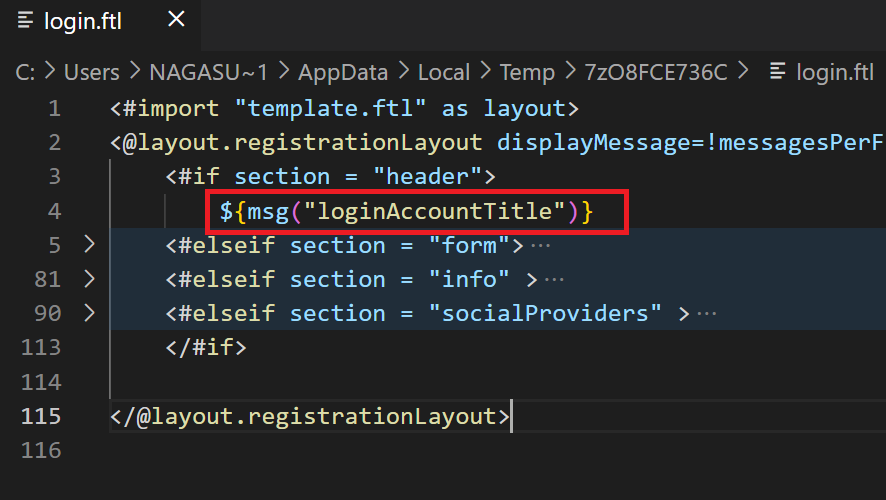 login.ftl
C: > Users > NAGASU~1 > AppData > Local > Temp > 7zO8FCE736C > login.ftl
1 <#import "template.ftl" as layout>
2 <@layout.registrationLayout displayMessage=!messagesPerF
3 <#if section = "header">
4 ${msg("loginAccountTitle")}
5 <#elseif section = "form">···
81 <#elseif section = "info" >···
90 <#elseif section = "socialProviders" >···
113 </#if>
114
115 </@layout.registrationLayout>
116